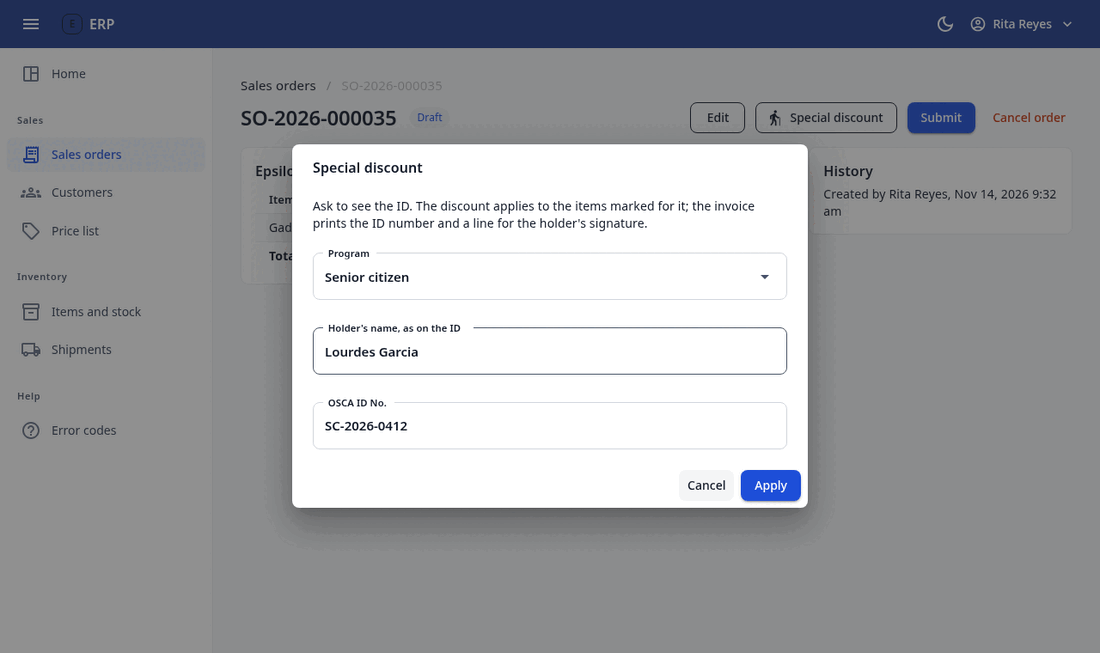 E ERP
Rita Reyes
Home
Sales
Sales orders
Customers
Price list
Inventory
Items and stock
Shipments
Help
Error codes
Sales orders / SO-2026-000035
SO-2026-000035 Draft
Edit Special discount Submit Cancel order
History
Created by Rita Reyes, Nov 14, 2026 9:32
am
Special discount
Ask to see the ID. The discount applies to the items marked for it; the invoice
prints the ID number and a line for the holder's signature.
Program
Senior citizen
Holder's name, as on the ID
Lourdes Garcia
OSCA ID No.
SC-2026-0412
Cancel Apply